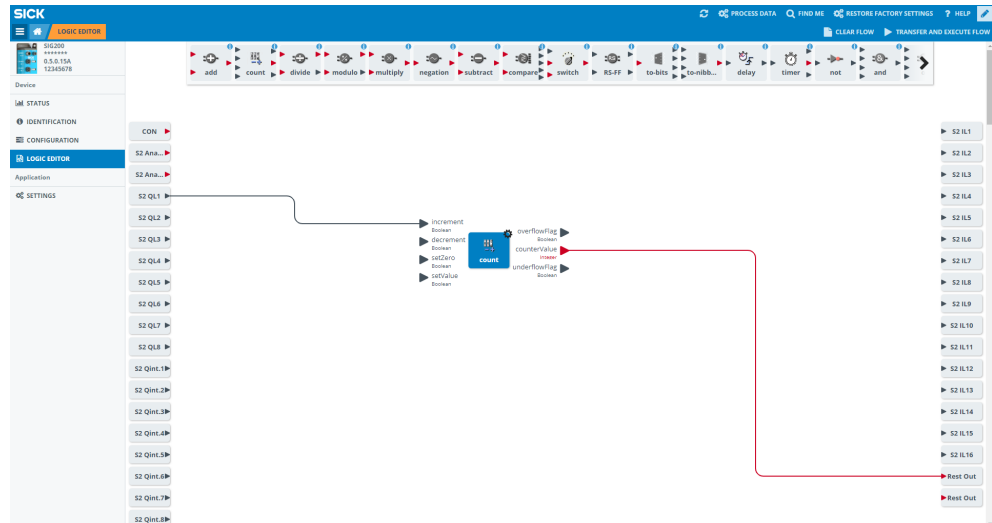 SICK
PROCESS DATA
FIND ME
RESTORE FACTORY SETTINGS
? HELP
LOGIC EDITOR
CLEAR FLOW
TRANSFER AND EXECUTE FLOW
SIG200
*******
0.5.0.15A
12345678
Device
STATUS
IDENTIFICATION
CONFIGURATION
LOGIC EDITOR
Application
SETTINGS
add
count
divide
modulo
multiply
negation
subtract
compare
switch
RS-FF
to-bits
to-nibb...
delay
timer
not
and
CON
S2 Ana...
S2 Ana...
S2 QL1
S2 QL2
S2 QL3
S2 QL4
S2 QL5
S2 QL6
S2 QL7
S2 QL8
S2 Qint.1
S2 Qint.2
S2 Qint.3
S2 Qint.4
S2 Qint.5
S2 Qint.6
S2 Qint.7
S2 Qint.8
increment
Boolean
decrement
Boolean
setZero
Boolean
setValue
Boolean
count
overflowFlag
Boolean
counterValue
Integer
underflowFlag
Boolean
S2 IL1
S2 IL2
S2 IL3
S2 IL4
S2 IL5
S2 IL6
S2 IL7
S2 IL8
S2 IL9
S2 IL10
S2 IL11
S2 IL12
S2 IL13
S2 IL14
S2 IL15
S2 IL16
Rest Out
Rest Out